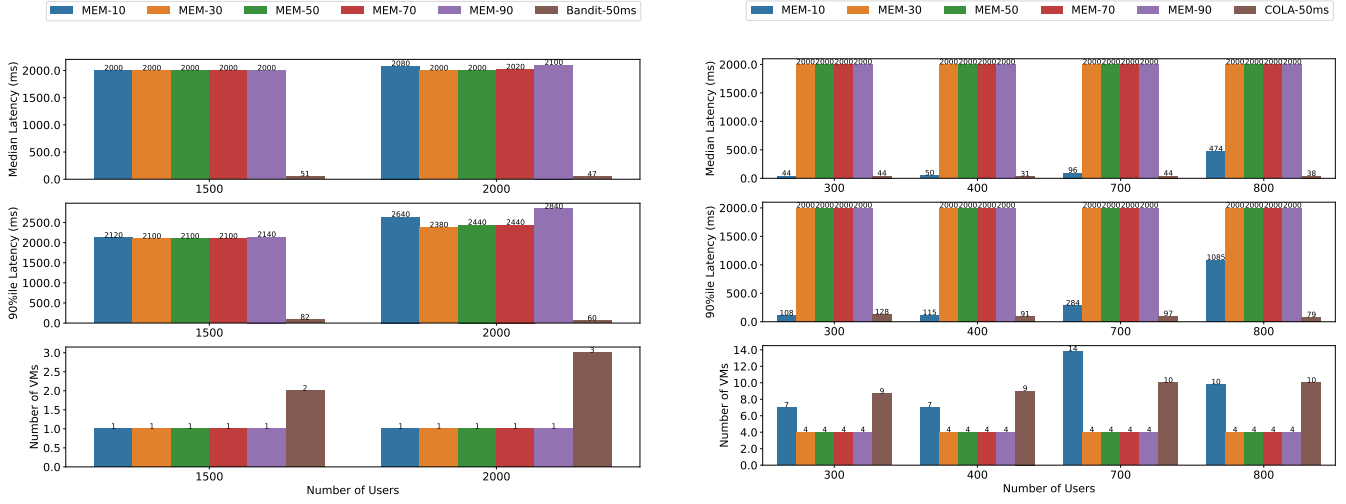 MEM-10 MEM-30 MEM-50 MEM-70 MEM-90 Bandit-50ms
Median Latency (ms)
2000.0
1500.0
1000.0
500.0
0.0
2000 2000 2000 2000 2000 51
2080 2000 2000 2020 2100 47
1500 2000
90%ile Latency (ms)
2500.0
2000.0
1500.0
1000.0
500.0
0.0
2120 2100 2100 2100 2140 82
2640 2380 2440 2440 2840 60
1500 2000
Number of VMs
3.0
2.5
2.0
1.5
1.0
0.5
0.0
1 1 1 1 1 2
1 1 1 1 1 3
1500 2000
Number of Users
MEM-10 MEM-30 MEM-50 MEM-70 MEM-90 COLA-50ms
Median Latency (ms)
2000.0
1500.0
1000.0
500.0
0.0
44 2000 2000 2000 2000 44
50 2000 2000 2000 2000 31
96 2000 2000 2000 2000 44
474 2000 2000 2000 2000 38
300 400 700 800
90%ile Latency (ms)
2000.0
1500.0
1000.0
500.0
0.0
108 2000 2000 2000 2000 128
115 2000 2000 2000 2000 91
284 2000 2000 2000 2000 97
1085 2000 2000 2000 2000 79
300 400 700 800
Number of VMs
14.0
12.0
10.0
8.0
6.0
4.0
2.0
0.0
7 4 4 4 4 9
7 4 4 4 4 9
14 4 4 4 4 10
10 4 4 4 4 10
300 400 700 800
Number of Users